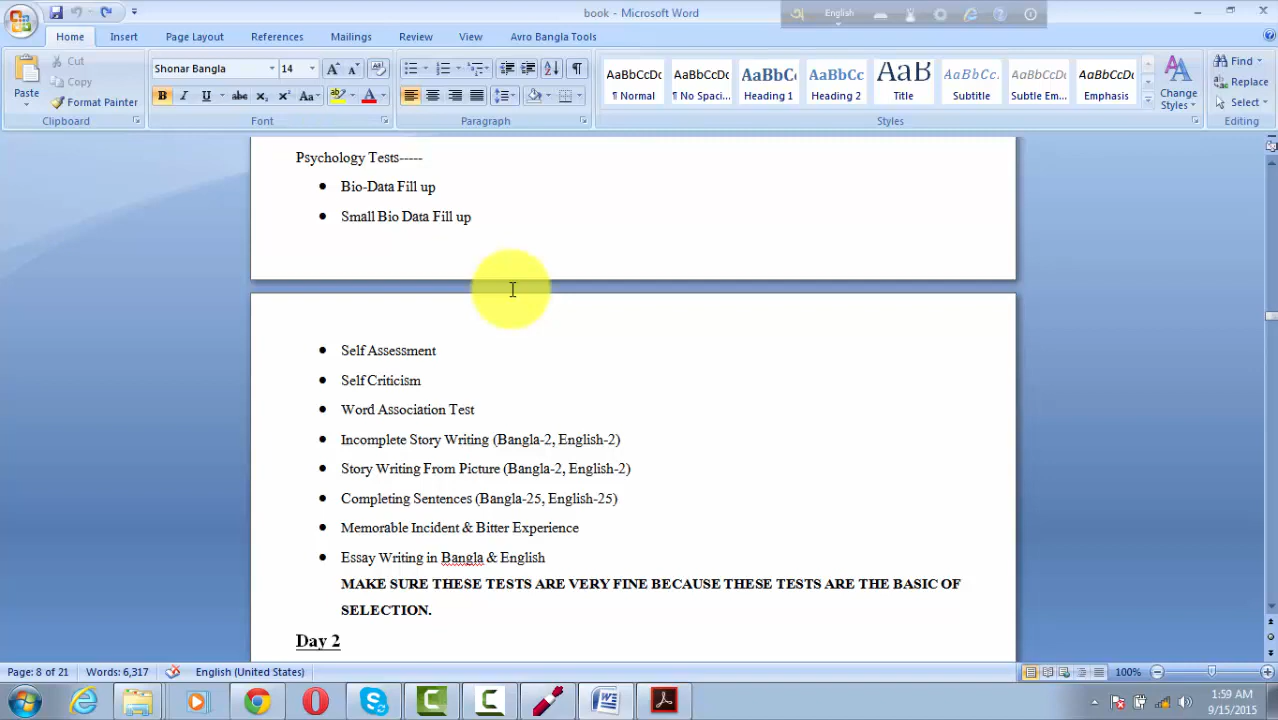 book - Microsoft Word
English
Home Insert Page Layout References Mailings Review View Avro Bangla Tools
Paste
Cut
Copy
Format Painter
Clipboard
Shonar Bangla 14
B I U abc x₂ x² Aa ab A
Font
Paragraph
AaBbCcDc AaBbCcDc AaBbCc AaBbCc AaB AaBbCc. AaBbCcDc AaBbCcDc
¶ Normal ¶ No Spaci... Heading 1 Heading 2 Title Subtitle Subtle Em... Emphasis
Change Styles
Styles
Find
Replace
Select
Editing
Psychology Tests-----
• Bio-Data Fill up
• Small Bio Data Fill up
• Self Assessment
• Self Criticism
• Word Association Test
• Incomplete Story Writing (Bangla-2, English-2)
• Story Writing From Picture (Bangla-2, English-2)
• Completing Sentences (Bangla-25, English-25)
• Memorable Incident & Bitter Experience
• Essay Writing in Bangla & English
MAKE SURE THESE TESTS ARE VERY FINE BECAUSE THESE TESTS ARE THE BASIC OF
SELECTION.
Day 2
Page: 8 of 21 Words: 6,317 English (United States) 100%
1:59 AM
9/15/2015